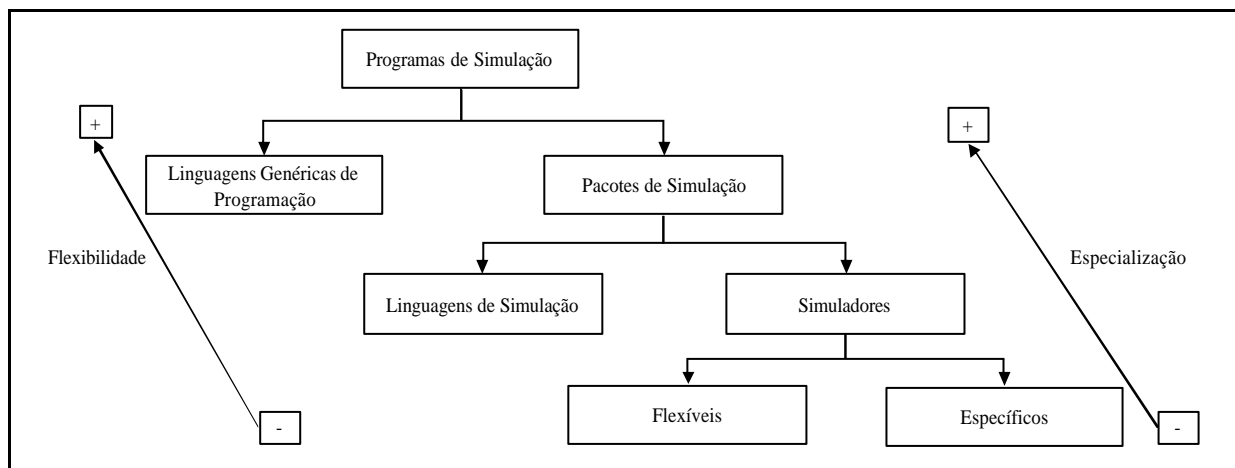 Programas de Simulação
+
+
Linguagens Genéricas de
Programação
Pacotes de Simulação
Flexibilidade
Especialização
Linguagens de Simulação
Simuladores
Flexíveis
Específicos
-
-